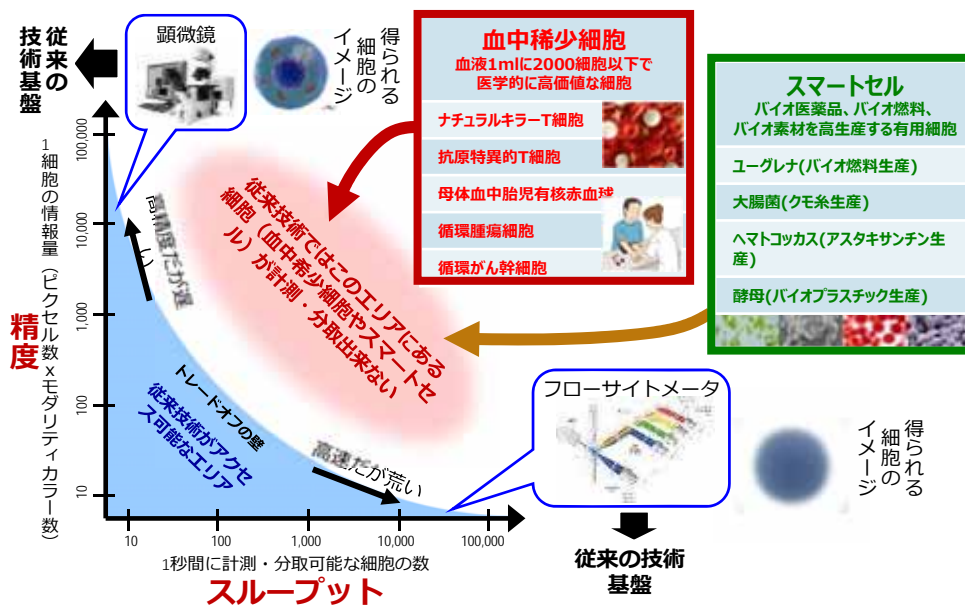 従来の
技術基盤
顕微鏡
得られる
細胞の
イメージ
血中稀少細胞
血液1mlに2000細胞以下で
医学的に高価値な細胞
ナチュラルキラーT細胞
抗原特異的T細胞
母体血中胎児有核赤血球
循環腫瘍細胞
循環がん幹細胞
スマートセル
バイオ医薬品、バイオ燃料、
バイオ素材を高生産する有用細胞
ユーグレナ(バイオ燃料生産)
大腸菌(クモ糸生産)
ヘマトコッカス(アスタキサンチン生
産)
酵母(バイオプラスチック生産)
精度
1細胞の情報量（ピクセル数xモダリティカラー数）
100,000
10,000
1,000
100
10
高精度だが遅
い
従来技術ではこのエリアにある
細胞（血中稀少細胞やスマートセ
ル）が計測・分取出来ない
トレードオフの壁
従来技術がアクセ
ス可能なエリア
高速だが荒い
フローサイトメータ
得られる
細胞の
イメージ
従来の技術
基盤
10
100
1,000
10,000
100,000
1秒間に計測・分取可能な細胞の数
スループット